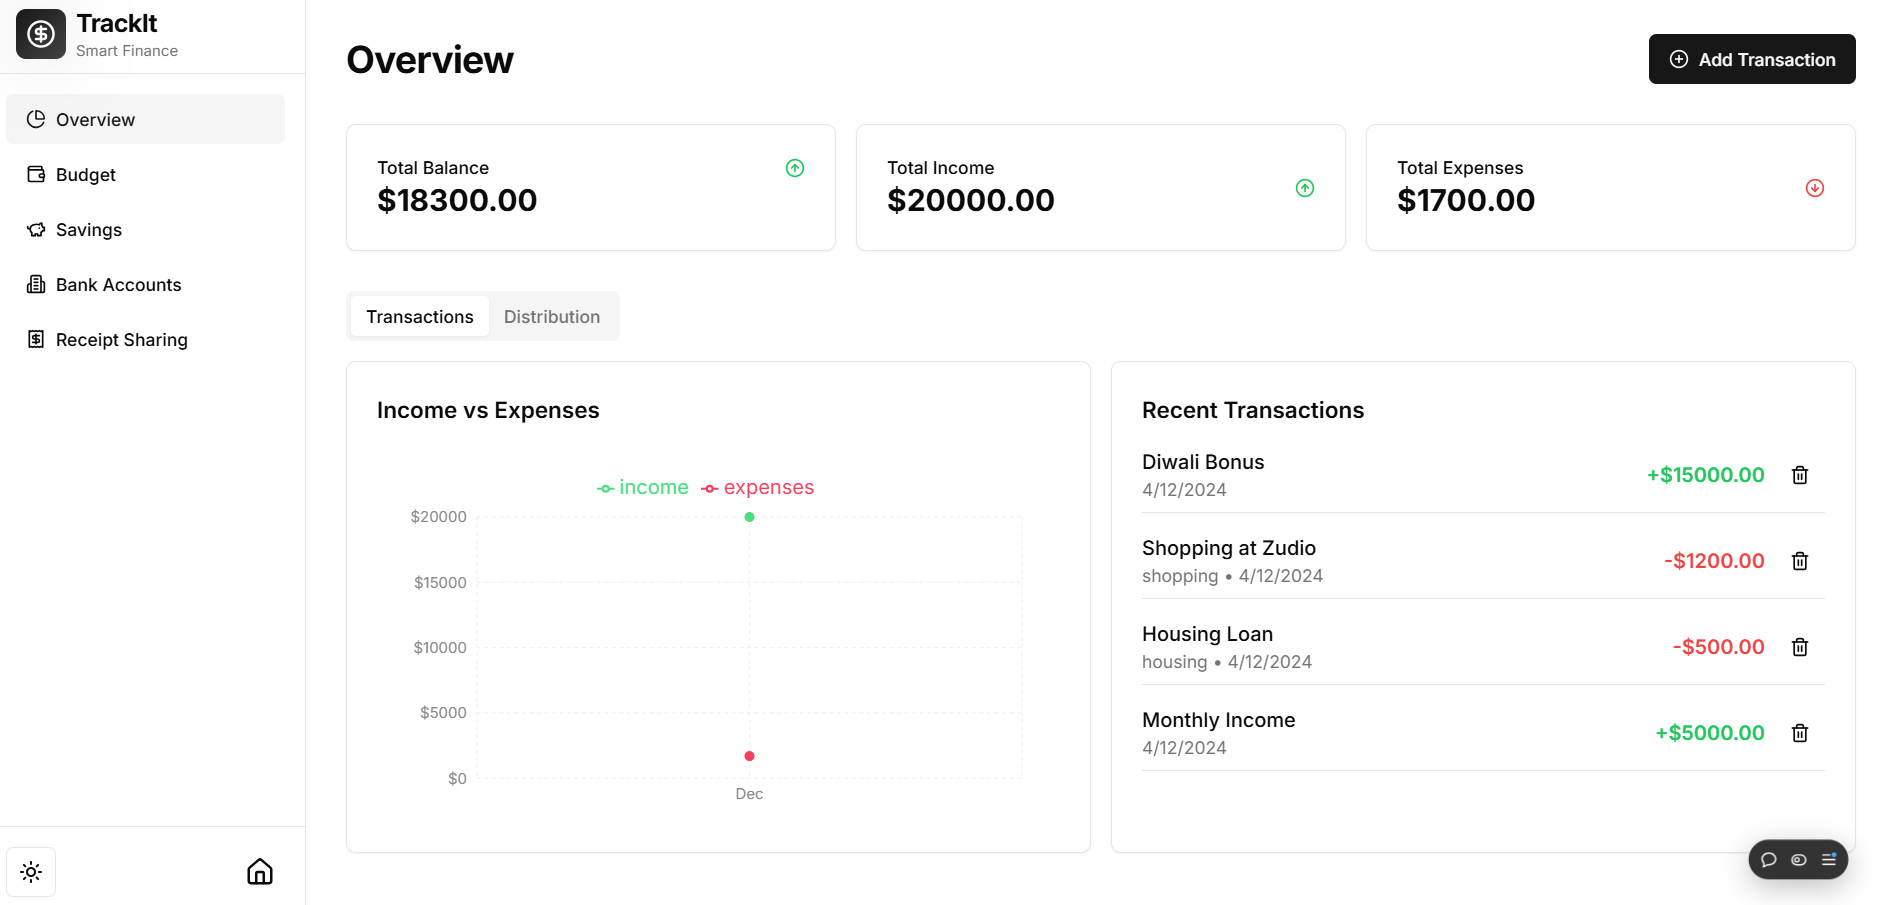 TrackIt
Smart Finance
Overview
Budget
Savings
Bank Accounts
Receipt Sharing
Overview
Add Transaction
Total Balance
$18300.00
Total Income
$20000.00
Total Expenses
$1700.00
Transactions
Distribution
Income vs Expenses
income
expenses
$20000
$15000
$10000
$5000
$0
Dec
Recent Transactions
Diwali Bonus
4/12/2024
+$15000.00
Shopping at Zudio
shopping • 4/12/2024
-$1200.00
Housing Loan
housing • 4/12/2024
-$500.00
Monthly Income
4/12/2024
+$5000.00